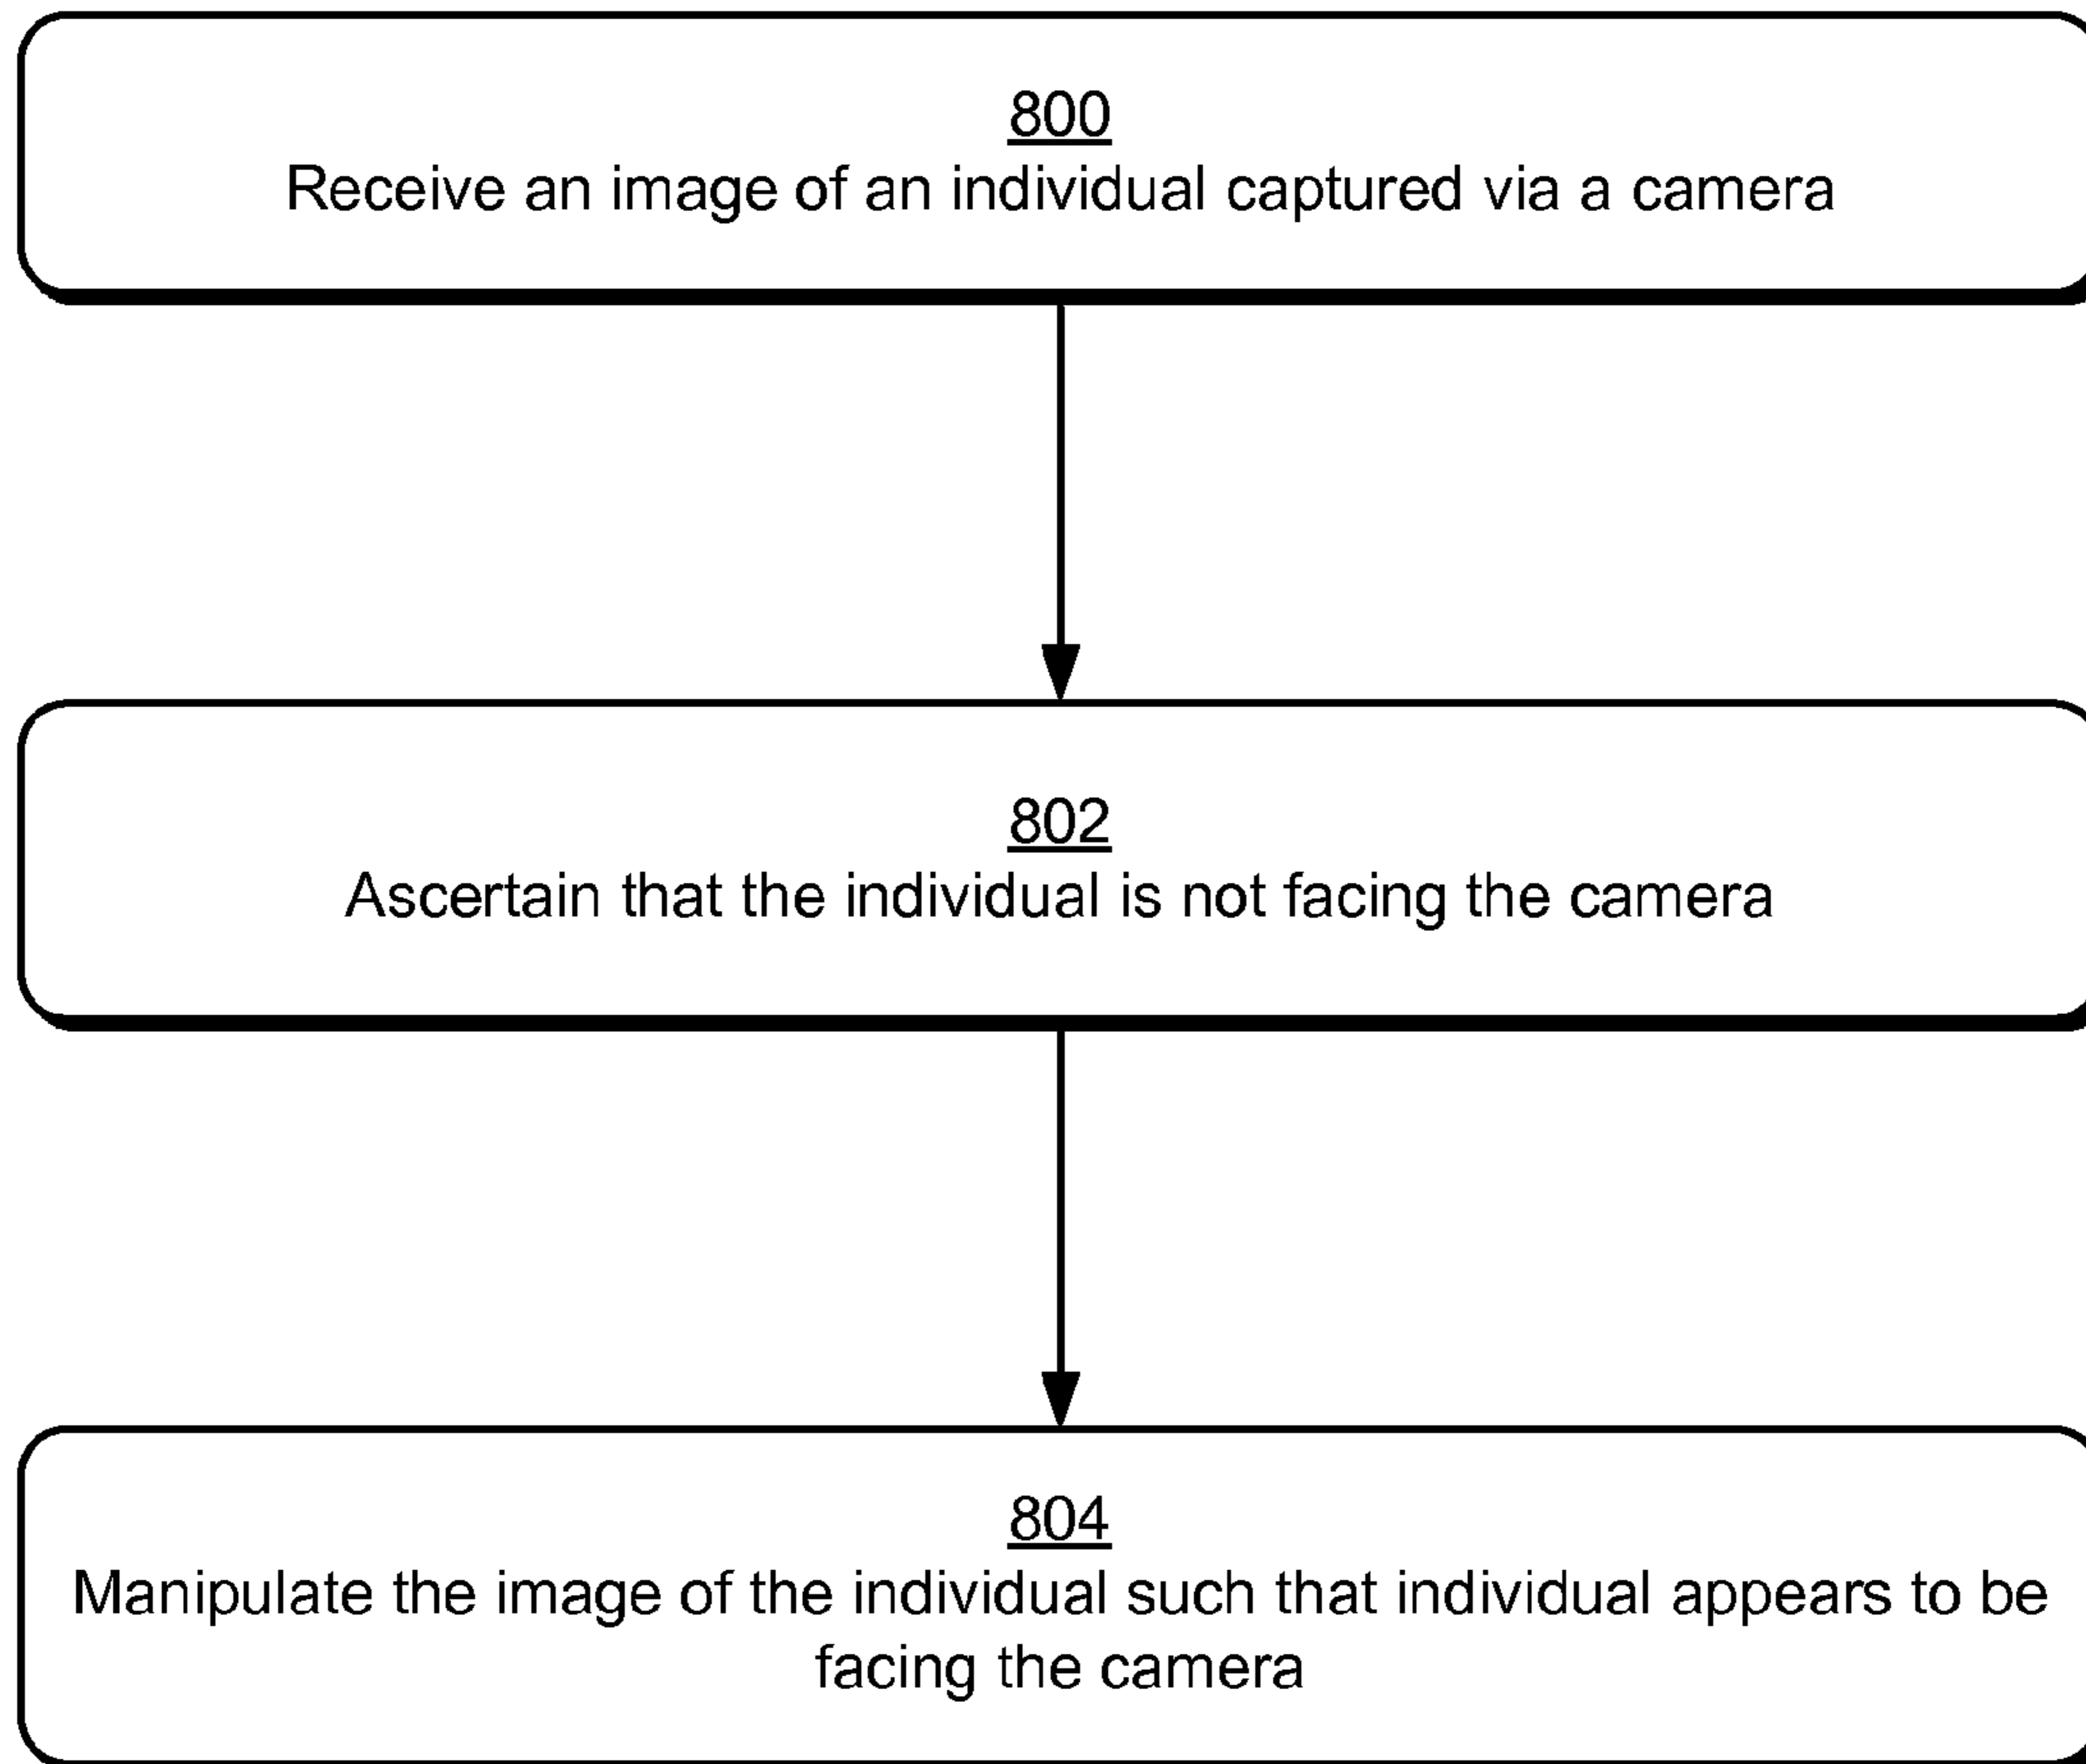 800
Receive an image of an individual captured via a camera
802
Ascertain that the individual is not facing the camera
804
Manipulate the image of the individual such that individual appears to be
facing the camera